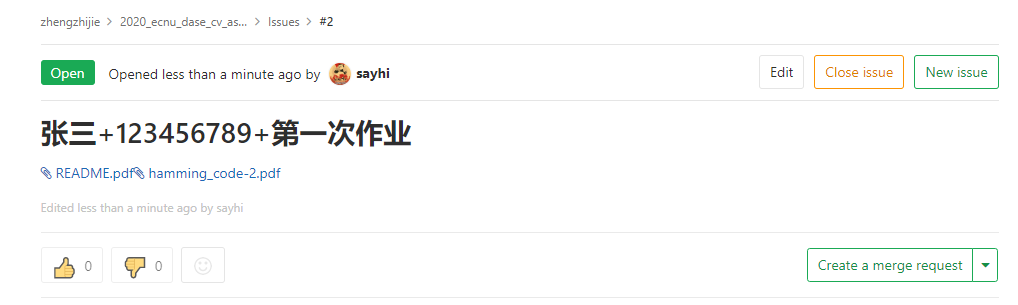 zhengzhijie > 2020_ecnu_dase_cv_as... > Issues > #2
Open Opened less than a minute ago by sayhi Edit Close issue New issue
张三+123456789+第一次作业
README.pdf hamming_code-2.pdf
Edited less than a minute ago by sayhi
0 0 Create a merge request